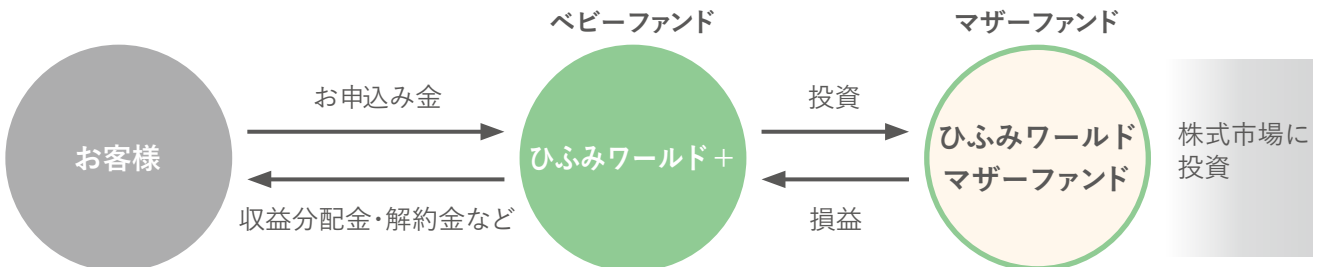 ベビーファンド
マザーファンド
お客様
お申込み金
収益分配金・解約金など
ひふみワールド＋
投資
損益
ひふみワールド
マザーファンド
株式市場に
投資